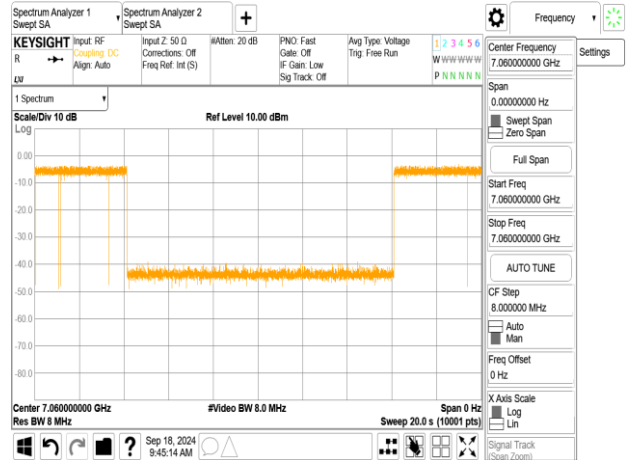 Spectrum Analyzer 1
Swept SA
Spectrum Analyzer 2
Swept SA
+
Frequency
KEYSIGHT
R
Input: RF
Coupling: DC
Align: Auto
Input Z: 50 Ω
Corrections: Off
Freq Ref: Int (S)
#Atten: 20 dB
PNO: Fast
Gate: Off
IF Gain: Low
Sig Track: Off
Avg Type: Voltage
Trig: Free Run
1 2 3 4 5 6
W W W W W W
P N N N N N
Center Frequency
7.060000000 GHz
Settings
Span
0.00000000 Hz
Swept Span
Zero Span
Full Span
Start Freq
7.060000000 GHz
Stop Freq
7.060000000 GHz
AUTO TUNE
CF Step
8.000000 MHz
Auto
Man
Freq Offset
0 Hz
X Axis Scale
Log
Lin
Signal Track
(Span Zoom)
1 Spectrum
Scale/Div 10 dB
Ref Level 10.00 dBm
Log
0.00
-10.0
-20.0
-30.0
-40.0
-50.0
-60.0
-70.0
-80.0
Center 7.060000000 GHz
#Video BW 8.0 MHz
Span 0 Hz
Res BW 8 MHz
Sweep 20.0 s (10001 pts)
?
Sep 18, 2024
9:45:14 AM